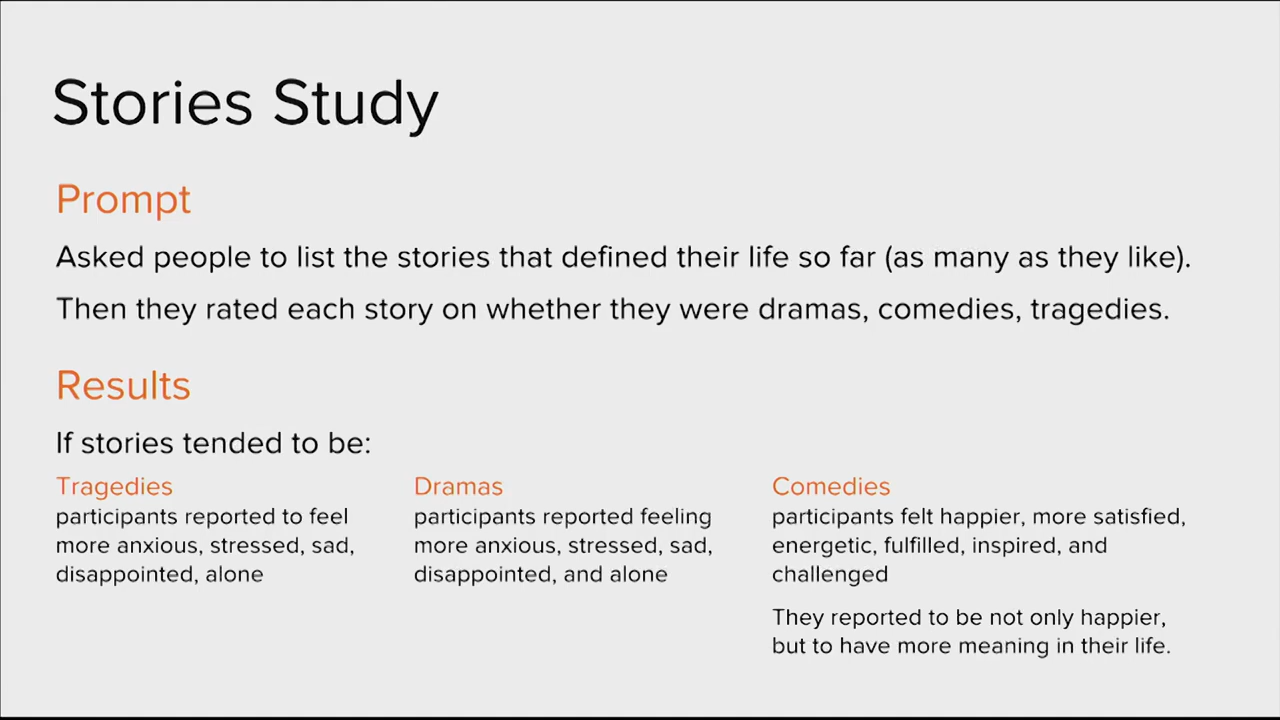 Stories Study
Prompt
Asked people to list the stories that defined their life so far (as many as they like).
Then they rated each story on whether they were dramas, comedies, tragedies.
Results
If stories tended to be:
Tragedies
participants reported to feel
more anxious, stressed, sad,
disappointed, alone
Dramas
participants reported feeling
more anxious, stressed, sad,
disappointed, and alone
Comedies
participants felt happier, more satisfied,
energetic, fulfilled, inspired, and
challenged
They reported to be not only happier,
but to have more meaning in their life.